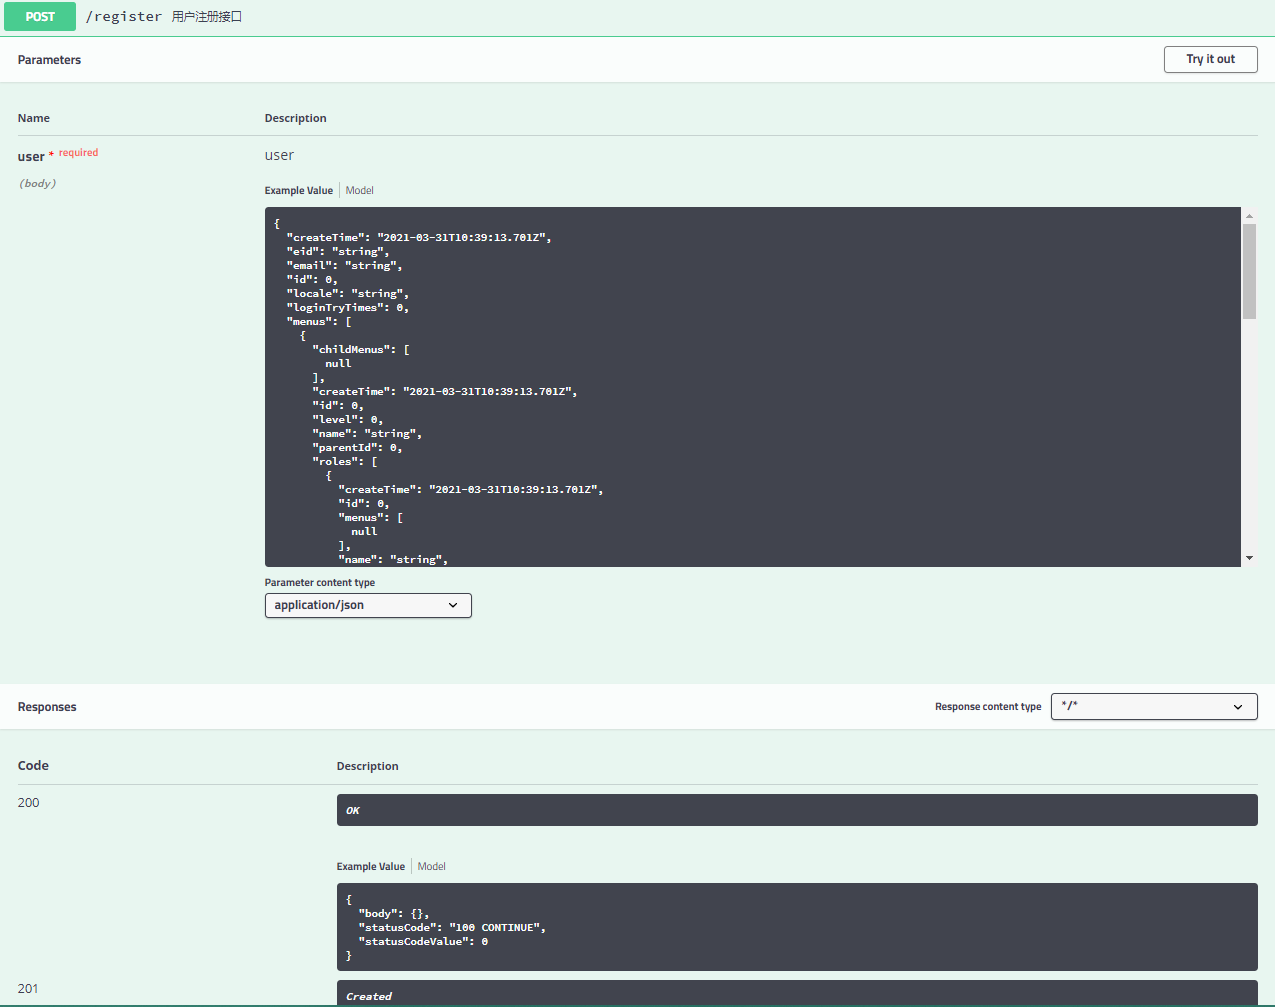 POST /register 用户注册接口
Parameters
Try it out
Name Description
user * required
user
(body)
Example Value Model
{
"createTime": "2021-03-31T10:39:13.701Z",
"eid": "string",
"email": "string",
"id": 0,
"locale": "string",
"loginTryTimes": 0,
"menus": [
{
"childMenus": [
null
],
"createTime": "2021-03-31T10:39:13.701Z",
"id": 0,
"level": 0,
"name": "string",
"parentId": 0,
"roles": [
{
"createTime": "2021-03-31T10:39:13.701Z",
"id": 0,
"menus": [
null
],
"name": "string",
Parameter content type
application/json
Responses
Response content type */*
Code Description
200
OK
Example Value Model
{
"body": {},
"statusCode": "100 CONTINUE",
"statusCodeValue": 0
}
201
Created